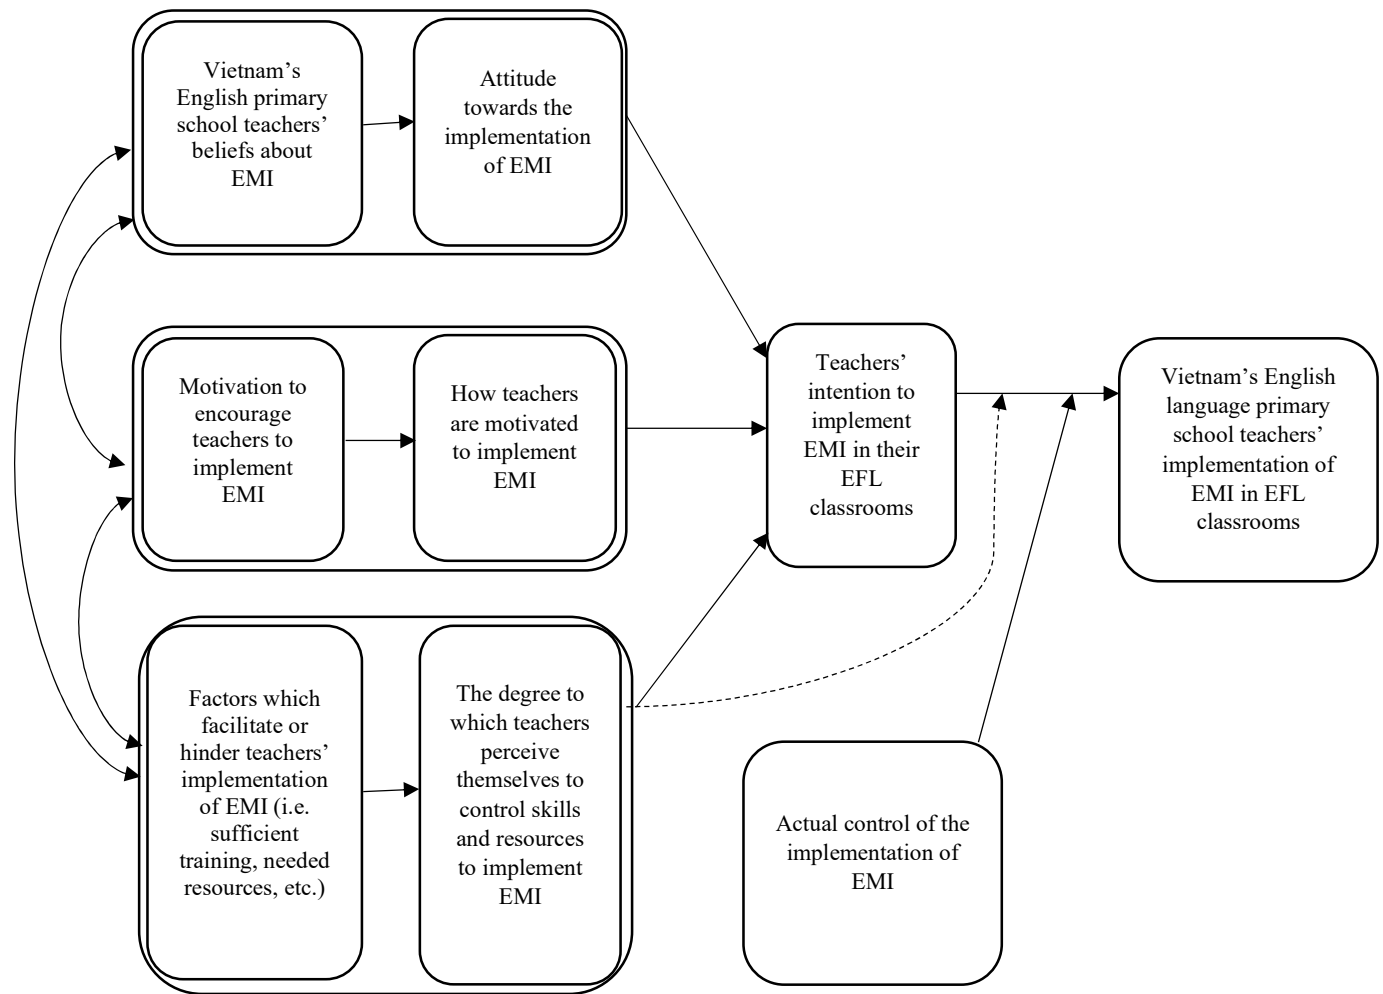 Vietnam’s
English primary
school teachers’
beliefs about
EMI
Attitude
towards the
implementation
of EMI
Motivation to
encourage
teachers to
implement
EMI
How teachers
are motivated
to implement
EMI
Factors which
facilitate or
hinder teachers’
implementation
of EMI (i.e.
sufficient
training, needed
resources, etc.)
The degree to
which teachers
perceive
themselves to
control skills
and resources
to implement
EMI
Teachers’
intention to
implement
EMI in their
EFL
classrooms
Actual control of the
implementation of
EMI
Vietnam’s English
language primary
school teachers’
implementation of
EMI in EFL
classrooms